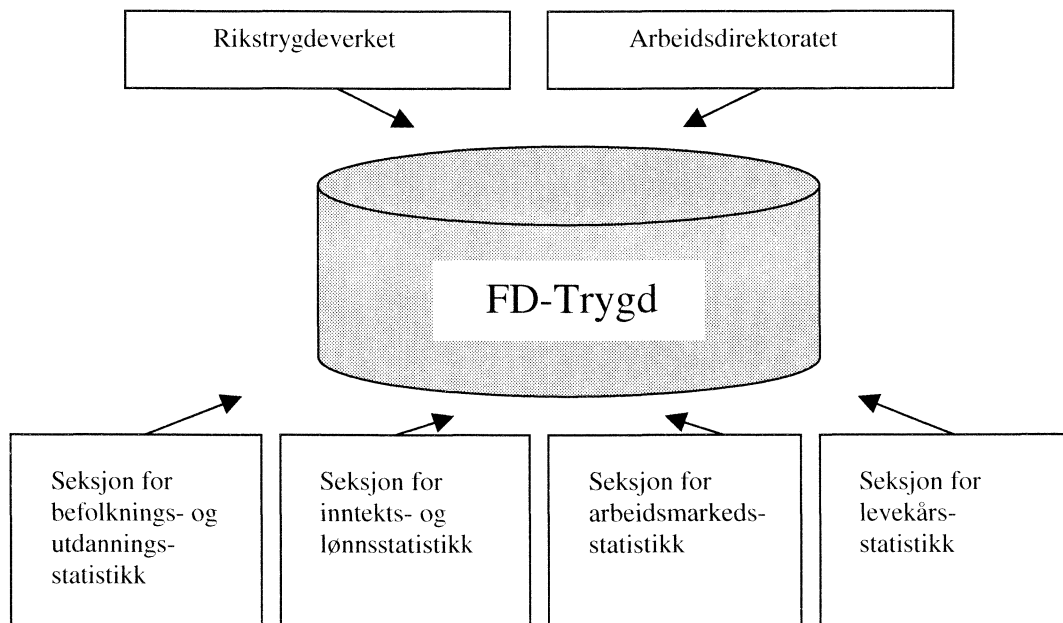 Rikstrygdeverket
Arbeidsdirektoratet
FD-Trygd
Seksjon for
befolknings- og
utdannings-
statistikk
Seksjon for
inntekts- og
lønnsstatistikk
Seksjon for
arbeidsmarkeds-
statistikk
Seksjon for
levekårs-
statistikk